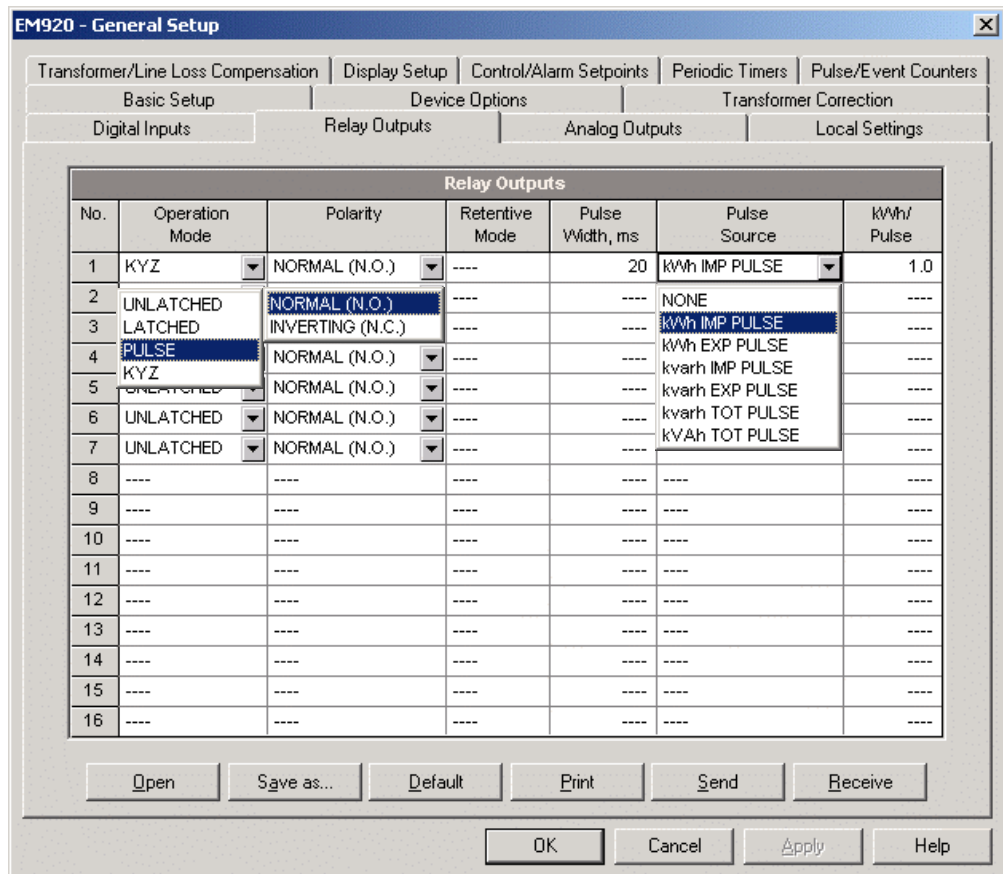 EM920 - General Setup
Transformer/Line Loss Compensation Display Setup Control/Alarm Setpoints Periodic Timers Pulse/Event Counters
Basic Setup Device Options Transformer Correction
Digital Inputs Relay Outputs Analog Outputs Local Settings
Relay Outputs
No. Operation Mode Polarity Retentive Mode Pulse Width, ms Pulse Source kWh/ Pulse
1 KYZ NORMAL (N.O.) ---- 20 kWh IMP PULSE 1.0
2 ---- ---- ----
3 ---- ---- ----
4 NORMAL (N.O.) ---- ---- ----
5 UNLATCHED NORMAL (N.O.) ---- ---- ----
6 UNLATCHED NORMAL (N.O.) ---- ---- ----
7 UNLATCHED NORMAL (N.O.) ---- ---- ----
8 ---- ---- ---- ---- ---- ----
9 ---- ---- ---- ---- ---- ----
10 ---- ---- ---- ---- ---- ----
11 ---- ---- ---- ---- ---- ----
12 ---- ---- ---- ---- ---- ----
13 ---- ---- ---- ---- ---- ----
14 ---- ---- ---- ---- ---- ----
15 ---- ---- ---- ---- ---- ----
16 ---- ---- ---- ---- ---- ----
UNLATCHED
LATCHED
PULSE
KYZ
NORMAL (N.O.)
INVERTING (N.C.)
NONE
kWh IMP PULSE
kWh EXP PULSE
kvarh IMP PULSE
kvarh EXP PULSE
kvarh TOT PULSE
kVAh TOT PULSE
Open Save as... Default Print Send Receive
OK Cancel Apply Help